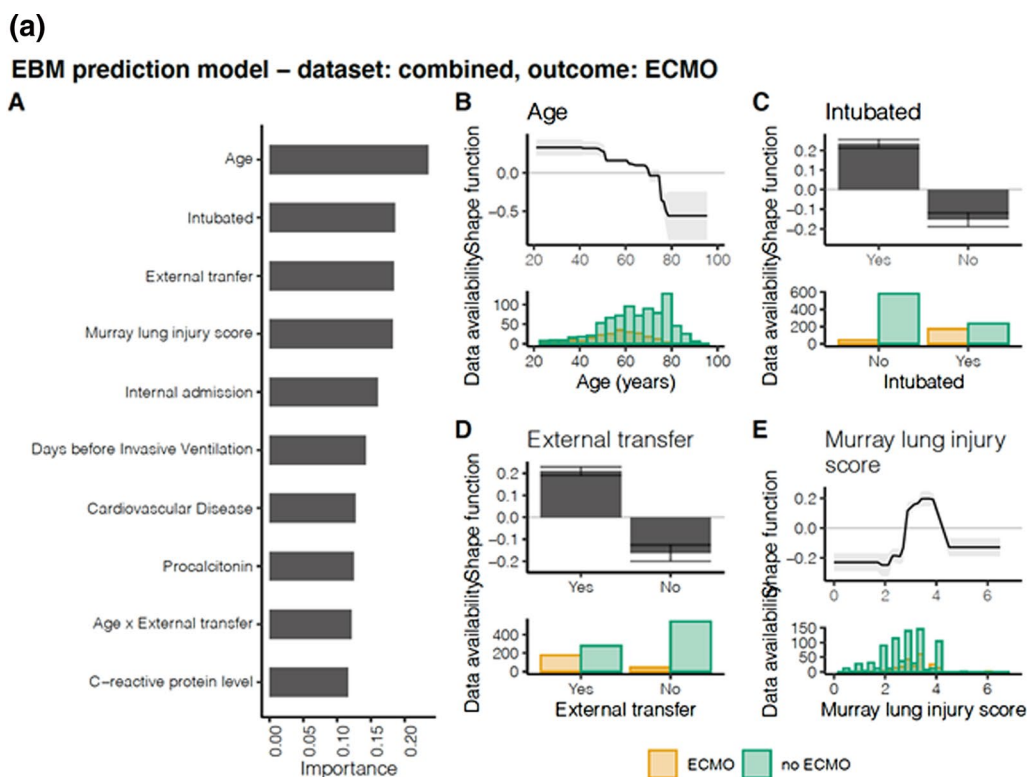 (a)
EBM prediction model – dataset: combined, outcome: ECMO
A
Age
Intubated
External tranfer
Murray lung injury score
Internal admission
Days before Invasive Ventilation
Cardiovascular Disease
Procalcitonin
Age x External transfer
C–reactive protein level
0.00
0.05
0.10
0.15
0.20
Importance
B
Age
Shape function
0.0
−0.5
20 40 60 80 100
Data availability
100
50
0
20 40 60 80 100
Age (years)
C
Intubated
Shape function
0.2
0.1
0.0
−0.1
−0.2
Yes No
Data availability
600
400
200
0
No Yes
Intubated
D
External transfer
Shape function
0.2
0.1
0.0
−0.1
−0.2
Yes No
Data availability
400
200
0
Yes No
External transfer
E
Murray lung injury
score
Shape function
0.2
0.0
−0.2
0 2 4 6
Data availability
150
100
50
0
0 2 4 6
Murray lung injury score
ECMO no ECMO